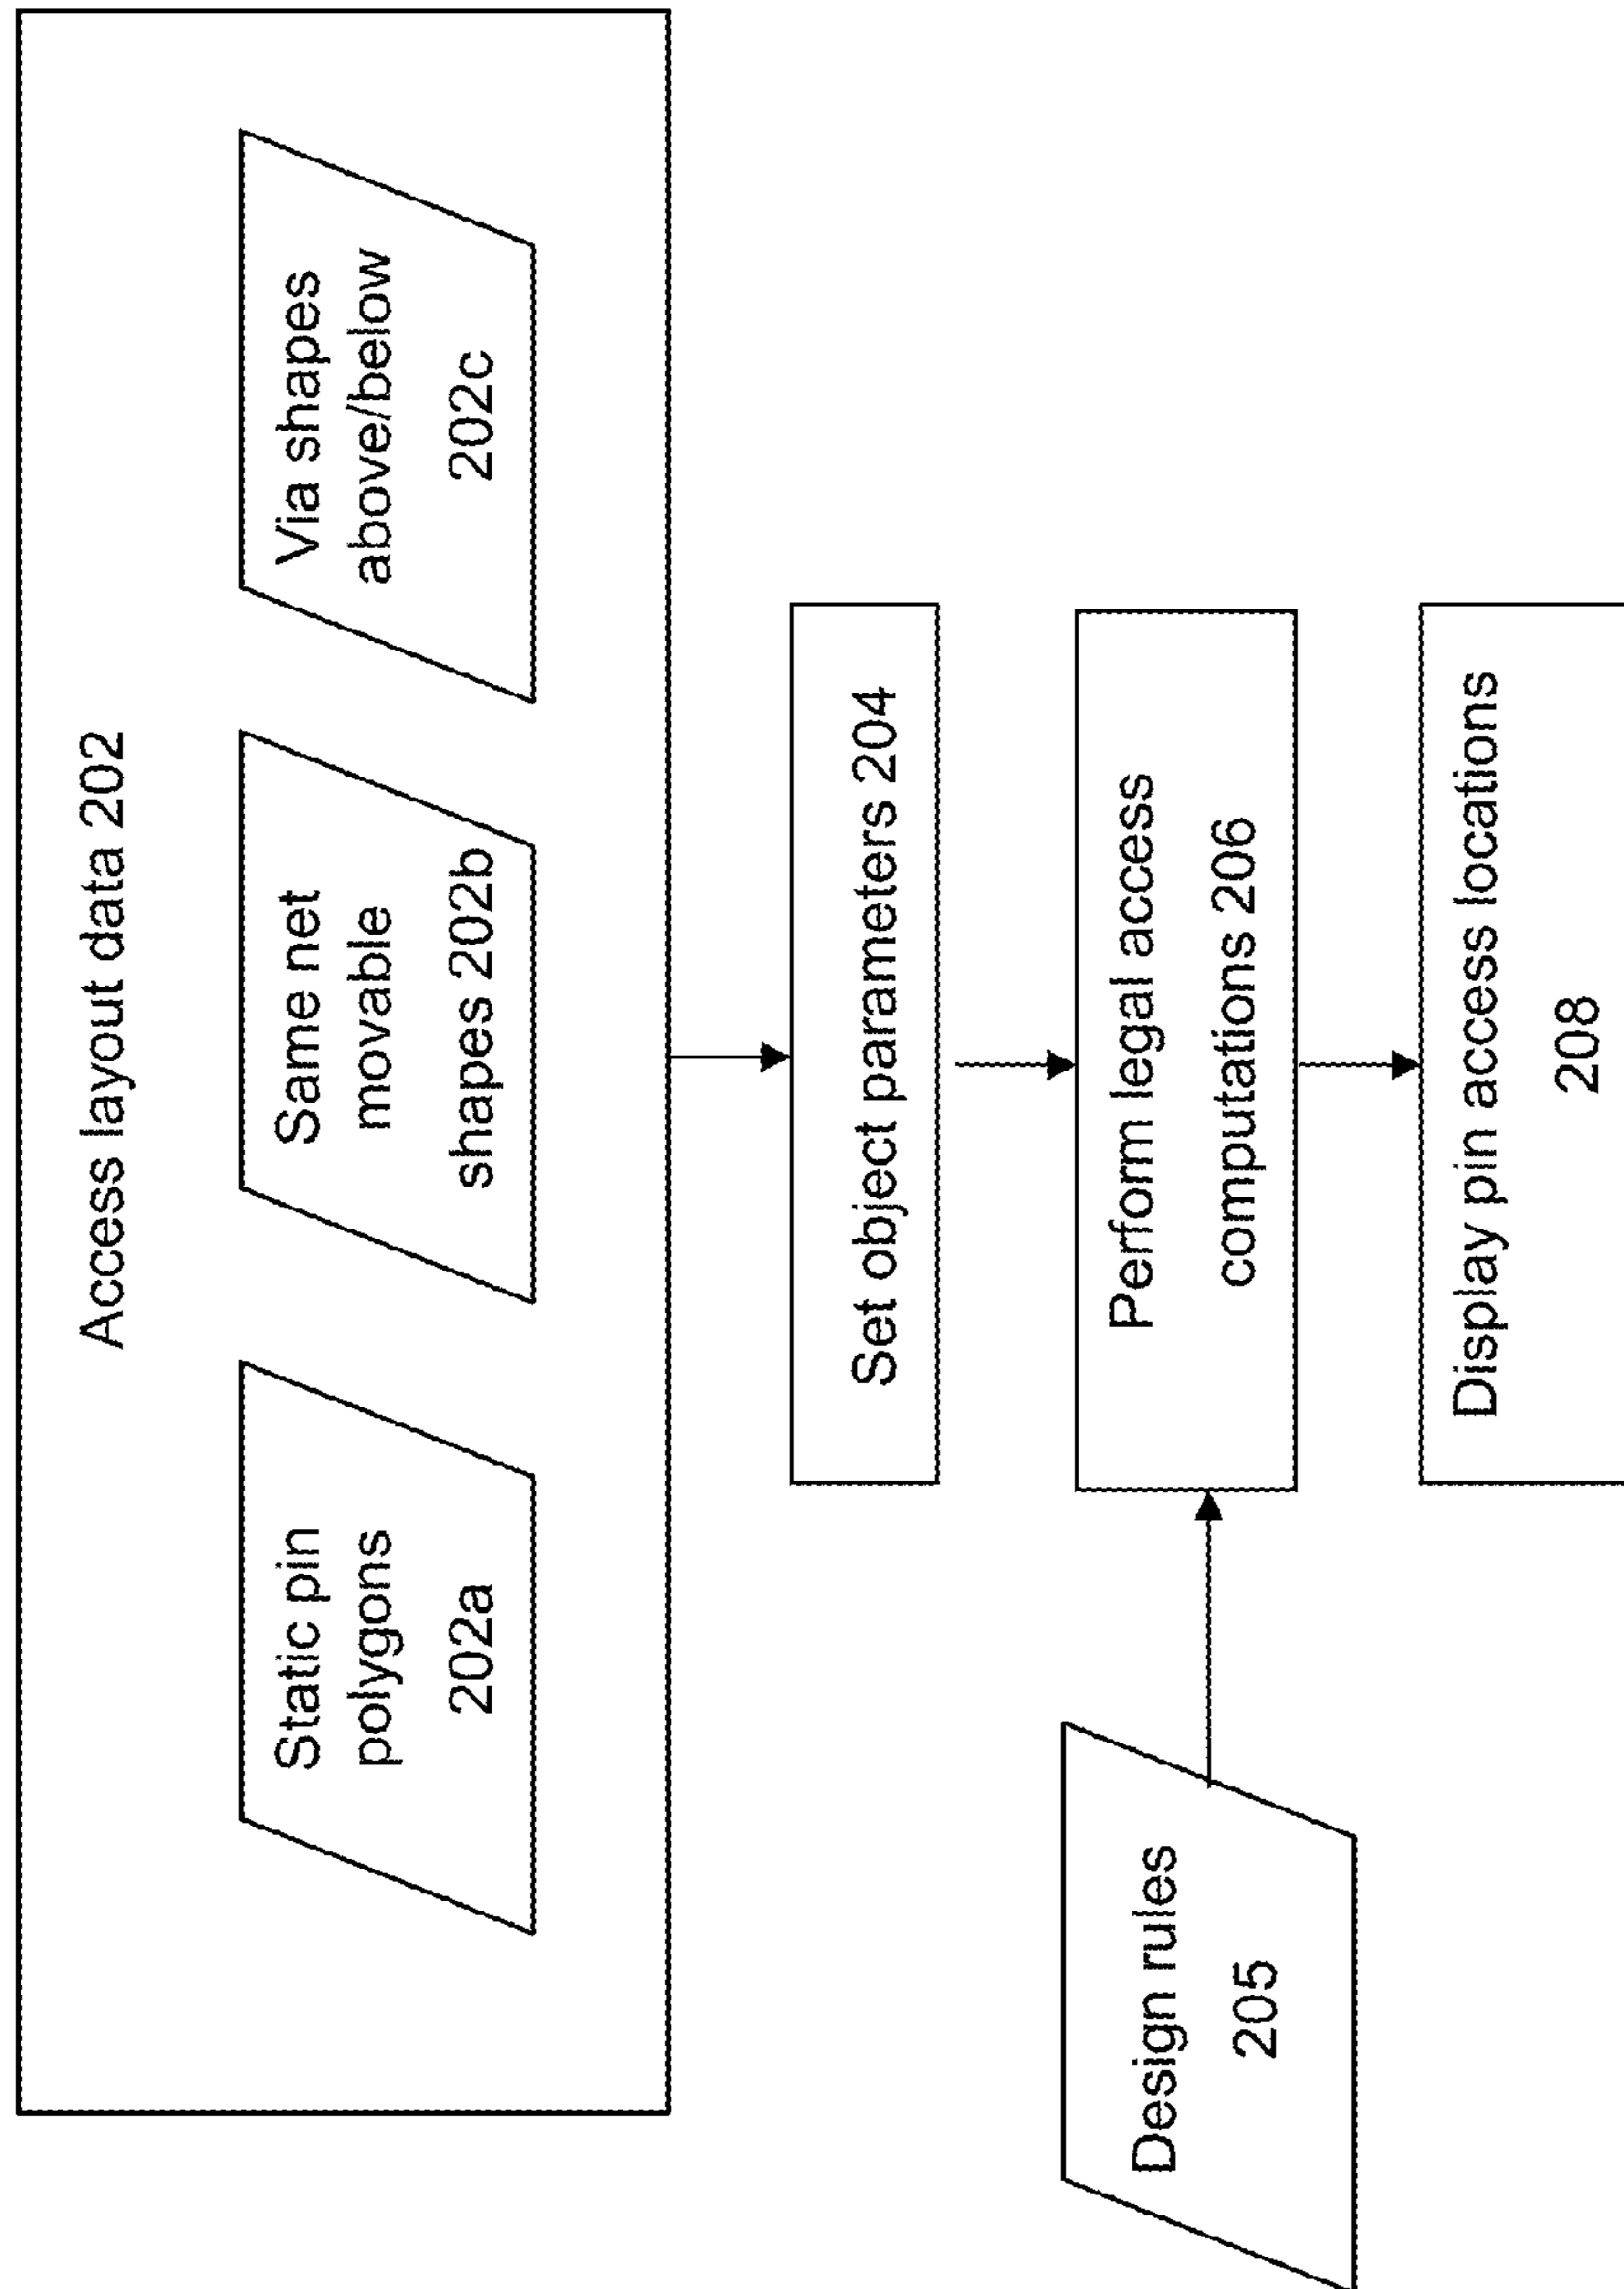 Access layout data 202
Static pin
polygons
202a
Same net
movable
shapes 202b
Via shapes
above/below
202c
Set object parameters 204
Design rules
205
Perform legal access
computations 206
Display pin access locations
208